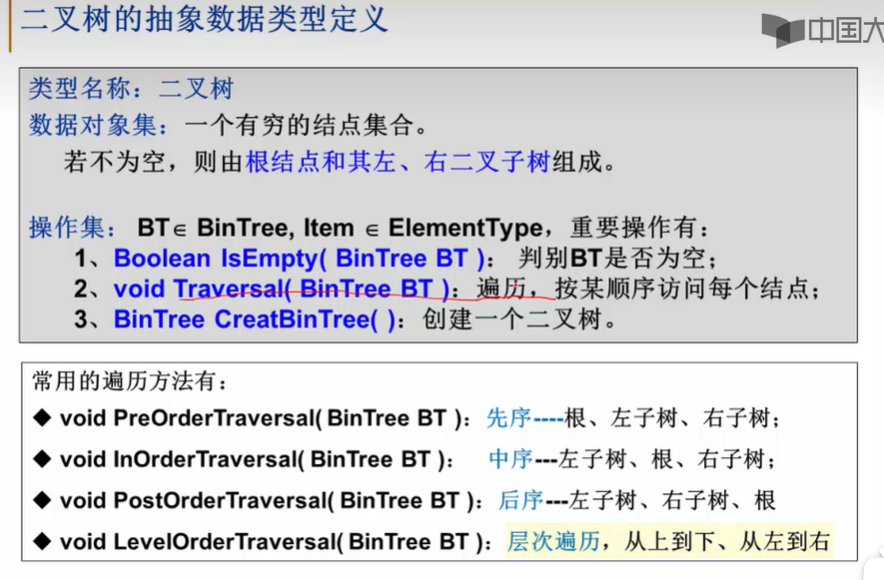 二叉树的抽象数据类型定义
中国大
类型名称：二叉树
数据对象集：一个有穷的结点集合。
若不为空，则由根结点和其左、右二叉子树组成。
操作集： BT∈ BinTree, Item ∈ ElementType，重要操作有：
1、Boolean IsEmpty( BinTree BT )： 判别BT是否为空；
2、void Traversal( BinTree BT )：遍历，按某顺序访问每个结点；
3、BinTree CreatBinTree( )：创建一个二叉树。
常用的遍历方法有：
◆ void PreOrderTraversal( BinTree BT )：先序----根、左子树、右子树；
◆ void InOrderTraversal( BinTree BT )： 中序---左子树、根、右子树；
◆ void PostOrderTraversal( BinTree BT )：后序---左子树、右子树、根
◆ void LevelOrderTraversal( BinTree BT )：层次遍历，从上到下、从左到右